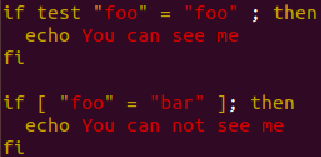 if test "foo" = "foo" ; then
  echo You can see me
fi

if [ "foo" = "bar" ]; then
  echo You can not see me
fi